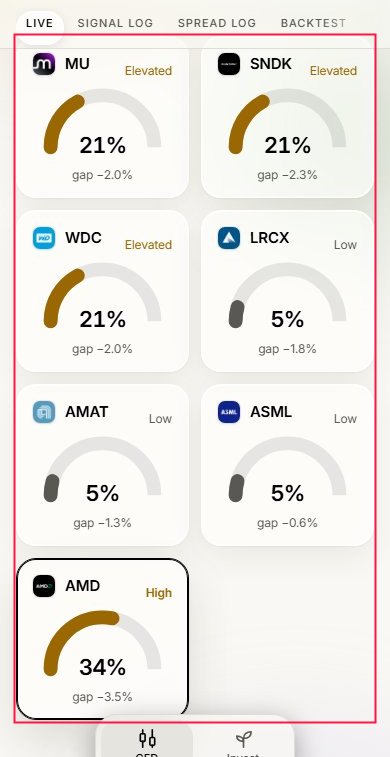 LIVE SIGNAL LOG SPREAD LOG BACKTEST
MU Elevated
21%
gap −2.0%
SNDK Elevated
21%
gap −2.3%
WDC Elevated
21%
gap −2.0%
LRCX Low
5%
gap −1.8%
AMAT Low
5%
gap −1.3%
ASML Low
5%
gap −0.6%
AMD High
34%
gap −3.5%